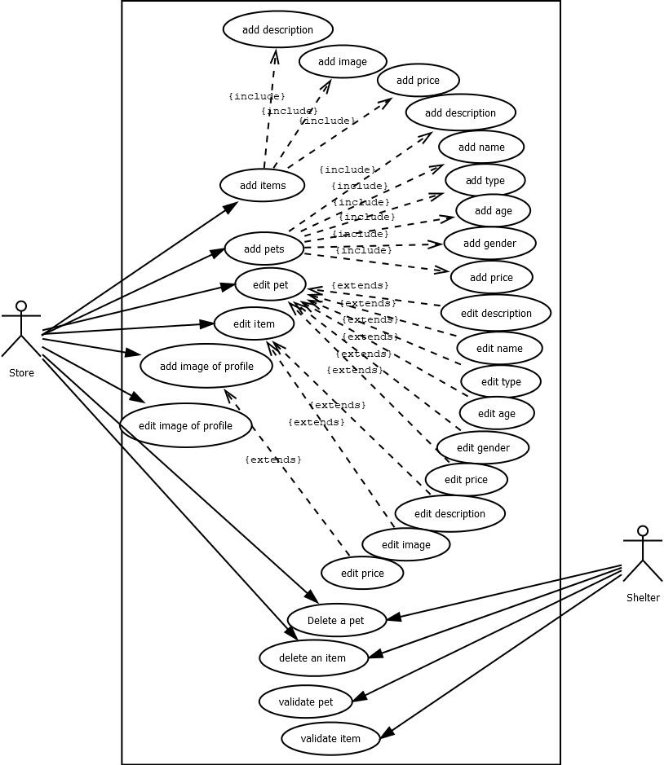 add description
add image
add price
{include}
{include}
{include}
add description
add name
add type
add age
add gender
add price
{include}
{include}
{include}
{include}
{include}
{include}
add items
add pets
edit pet
edit item
add image of profile
edit image of profile
Store
{extends}
{extends}
{extends}
{extends}
{extends}
{extends}
edit description
edit name
edit type
edit age
edit gender
edit price
{extends}
{extends}
{extends}
edit description
edit image
edit price
Delete a pet
delete an item
validate pet
validate item
Shelter